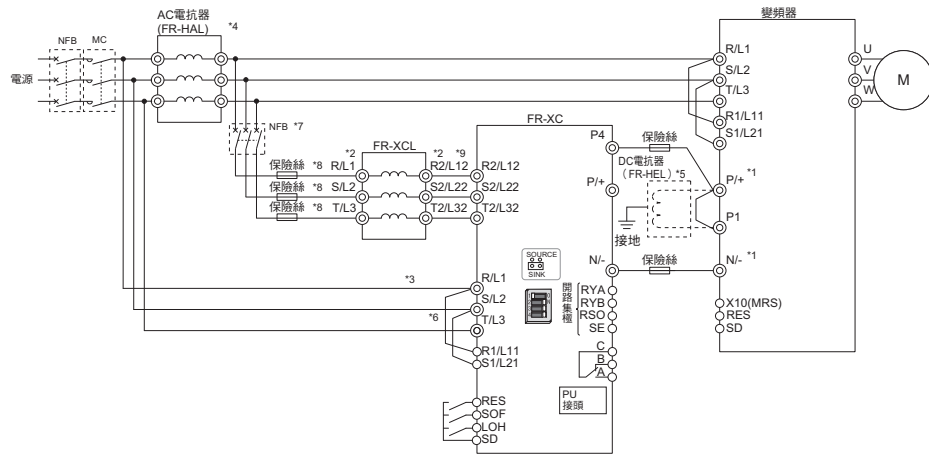 AC電抗器
(FR-HAL)
*4
變頻器
NFB
MC
電源
R/L1
S/L2
T/L3
R1/L11
S1/L21
U
V
W
M
NFB *7
FR-XCL
FR-XC
*2
*2
*9
保險絲 *8 R/L1
R2/L12
R2/L12
保險絲 *8 S/L2
S2/L22
S2/L22
保險絲 *8 T/L3
T2/L32
T2/L32
P4
保險絲
DC電抗器
(FR-HEL) *5
P/+
P/+ *1
P1
接地
N/-
保險絲
N/- *1
SOURCE
SINK
*3
R/L1
S/L2
*6
T/L3
R1/L11
S1/L21
開路集極
RYA
RYB
RSO
SE
C
B
A
X10(MRS)
RES
SD
PU
接頭
RES
SOF
LOH
SD